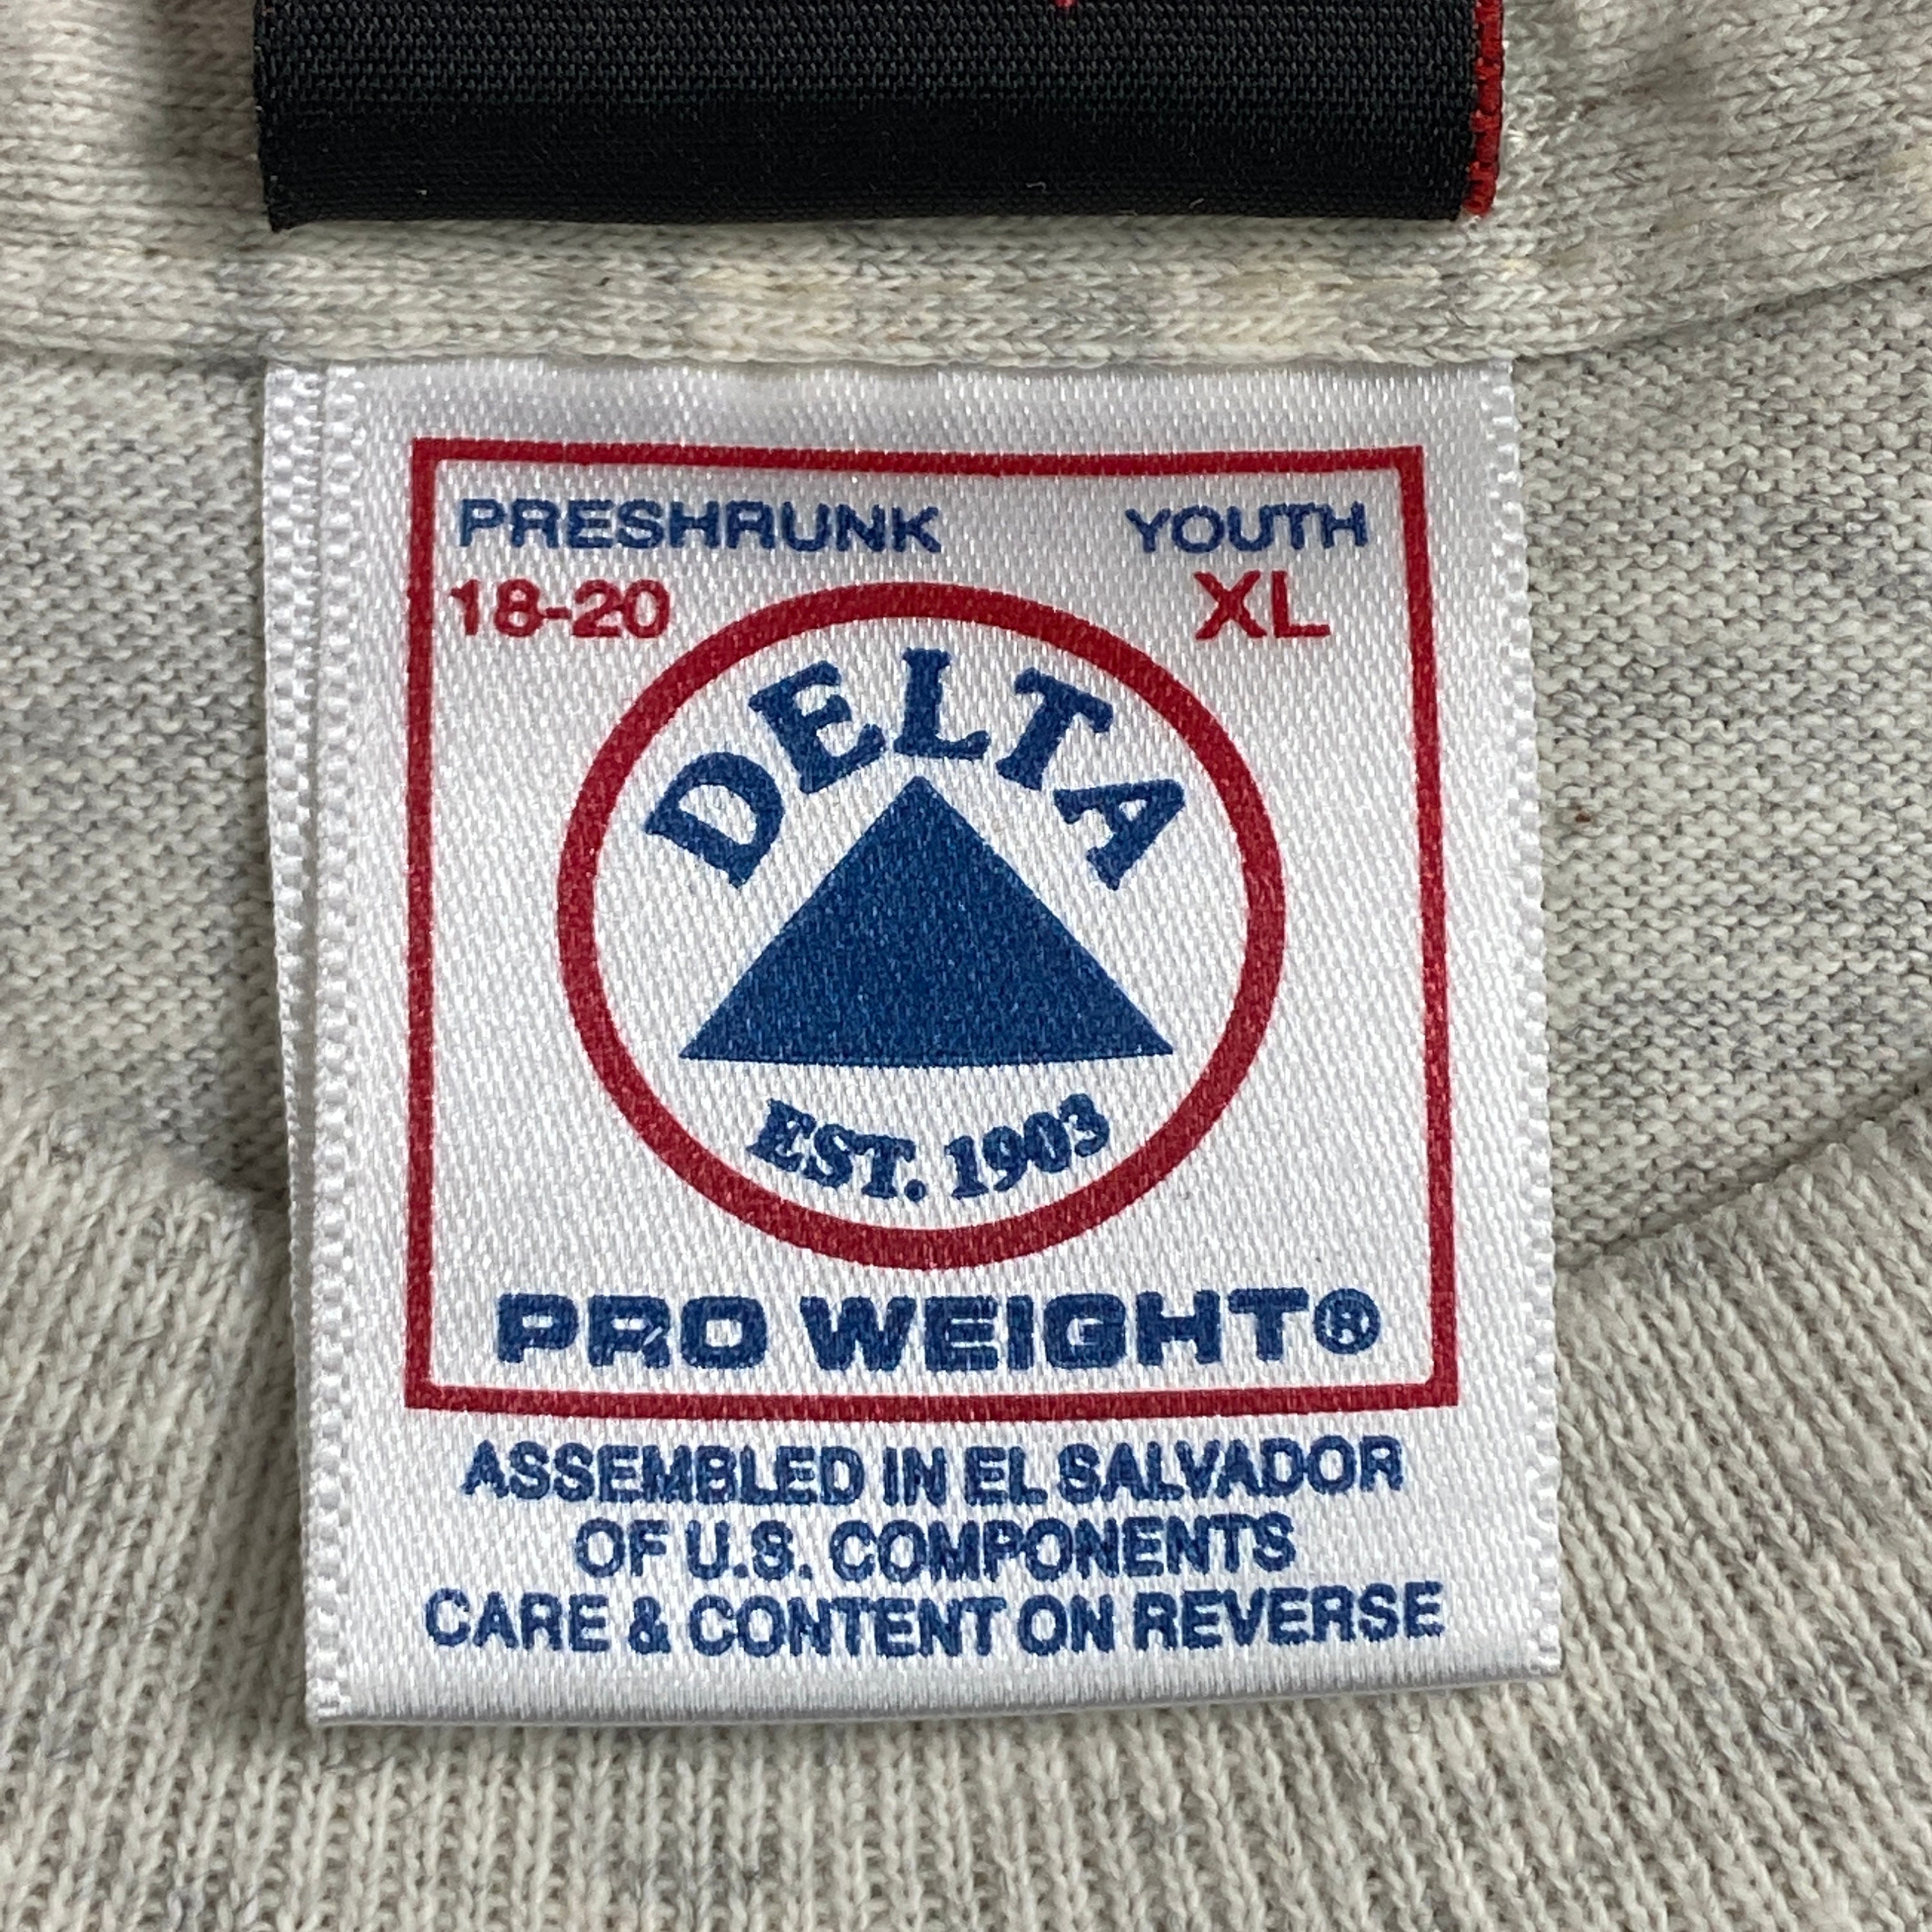 PRESHRUNK YOUTH
18-20 XL
DELTA
EST. 1903
PRO WEIGHT®
ASSEMBLED IN EL SALVADOR
OF U.S. COMPONENTS
CARE & CONTENT ON REVERSE